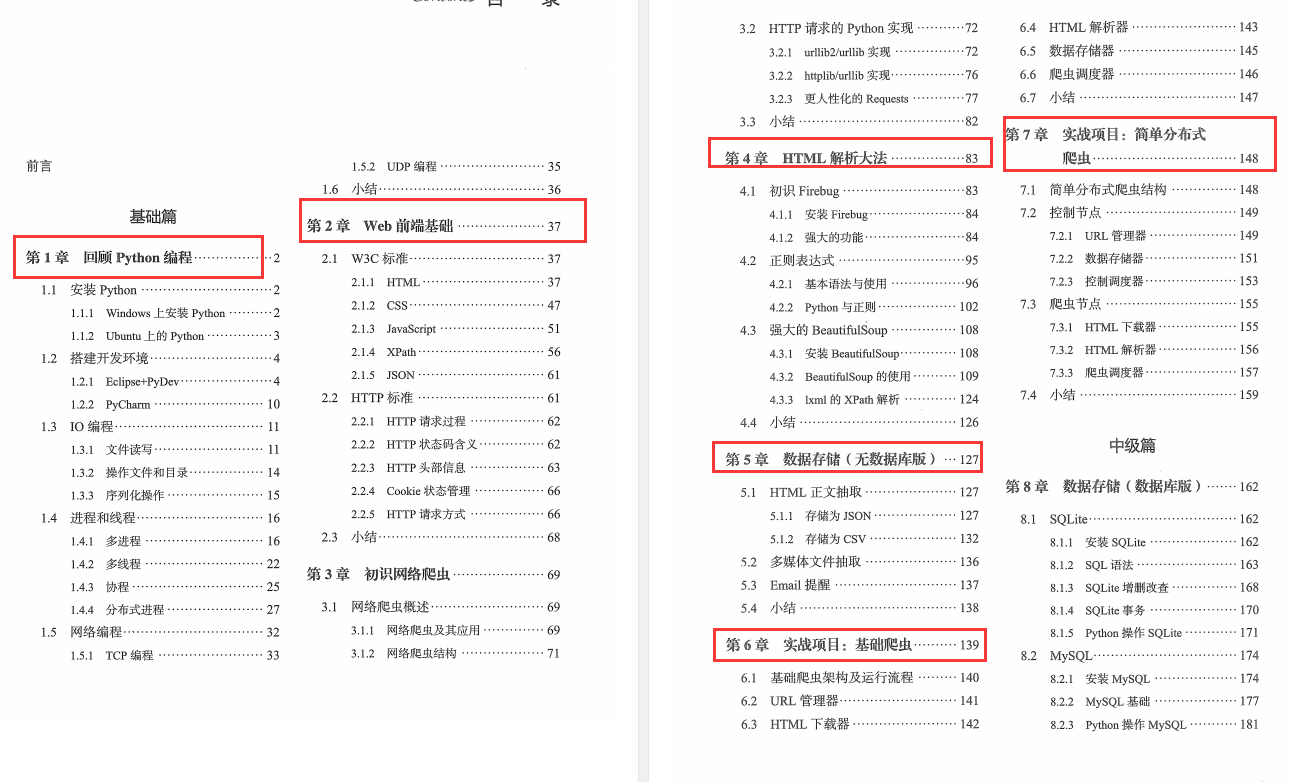 目 录
前言
基础篇
第 1 章 回顾 Python 编程 ············ 2
1.1 安装 Python ············ 2
1.1.1 Windows 上安装 Python ········· 2
1.1.2 Ubuntu 上的 Python ············ 3
1.2 搭建开发环境 ············ 4
1.2.1 Eclipse+PyDev ············ 4
1.2.2 PyCharm ············ 10
1.3 IO 编程 ············ 11
1.3.1 文件读写 ············ 11
1.3.2 操作文件和目录 ············ 14
1.3.3 序列化操作 ············ 15
1.4 进程和线程 ············ 16
1.4.1 多进程 ············ 16
1.4.2 多线程 ············ 22
1.4.3 协程 ············ 25
1.4.4 分布式进程 ············ 27
1.5 网络编程 ············ 32
1.5.1 TCP 编程 ············ 33
1.5.2 UDP 编程 ············ 35
1.6 小结 ············ 36
第 2 章 Web 前端基础 ············ 37
2.1 W3C 标准 ············ 37
2.1.1 HTML ············ 37
2.1.2 CSS ············ 47
2.1.3 JavaScript ············ 51
2.1.4 XPath ············ 56
2.1.5 JSON ············ 61
2.2 HTTP 标准 ············ 61
2.2.1 HTTP 请求过程 ············ 62
2.2.2 HTTP 状态码含义 ············ 62
2.2.3 HTTP 头部信息 ············ 63
2.2.4 Cookie 状态管理 ············ 66
2.2.5 HTTP 请求方式 ············ 66
2.3 小结 ············ 68
第 3 章 初识网络爬虫 ············ 69
3.1 网络爬虫概述 ············ 69
3.1.1 网络爬虫及其应用 ············ 69
3.1.2 网络爬虫结构 ············ 71
3.2 HTTP 请求的 Python 实现 ·········· 72
3.2.1 urllib2/urllib 实现 ············ 72
3.2.2 httplib/urllib 实现 ············ 76
3.2.3 更人性化的 Requests ············ 77
3.3 小结 ············ 82
第 4 章 HTML 解析大法 ············ 83
4.1 初识 Firebug ············ 83
4.1.1 安装 Firebug ············ 84
4.1.2 强大的功能 ············ 84
4.2 正则表达式 ············ 95
4.2.1 基本语法与使用 ············ 96
4.2.2 Python 与正则 ············ 102
4.3 强大的 BeautifulSoup ············ 108
4.3.1 安装 BeautifulSoup ············ 108
4.3.2 BeautifulSoup 的使用 ·········· 109
4.3.3 lxml 的 XPath 解析 ············ 124
4.4 小结 ············ 126
第 5 章 数据存储（无数据库版） ··· 127
5.1 HTML 正文抽取 ············ 127
5.1.1 存储为 JSON ············ 127
5.1.2 存储为 CSV ············ 132
5.2 多媒体文件抽取 ············ 136
5.3 Email 提醒 ············ 137
5.4 小结 ············ 138
第 6 章 实战项目：基础爬虫 ········· 139
6.1 基础爬虫架构及运行流程 ········ 140
6.2 URL 管理器 ············ 141
6.3 HTML 下载器 ············ 142
6.4 HTML 解析器 ············ 143
6.5 数据存储器 ············ 145
6.6 爬虫调度器 ············ 146
6.7 小结 ············ 147
第 7 章 实战项目：简单分布式
爬虫 ············ 148
7.1 简单分布式爬虫结构 ············ 148
7.2 控制节点 ············ 149
7.2.1 URL 管理器 ············ 149
7.2.2 数据存储器 ············ 151
7.2.3 控制调度器 ············ 153
7.3 爬虫节点 ············ 155
7.3.1 HTML 下载器 ············ 155
7.3.2 HTML 解析器 ············ 156
7.3.3 爬虫调度器 ············ 157
7.4 小结 ············ 159
中级篇
第 8 章 数据存储（数据库版） ······ 162
8.1 SQLite ············ 162
8.1.1 安装 SQLite ············ 162
8.1.2 SQL 语法 ············ 163
8.1.3 SQLite 增删改查 ············ 168
8.1.4 SQLite 事务 ············ 170
8.1.5 Python 操作 SQLite ············ 171
8.2 MySQL ············ 174
8.2.1 安装 MySQL ············ 174
8.2.2 MySQL 基础 ············ 177
8.2.3 Python 操作 MySQL ············ 181